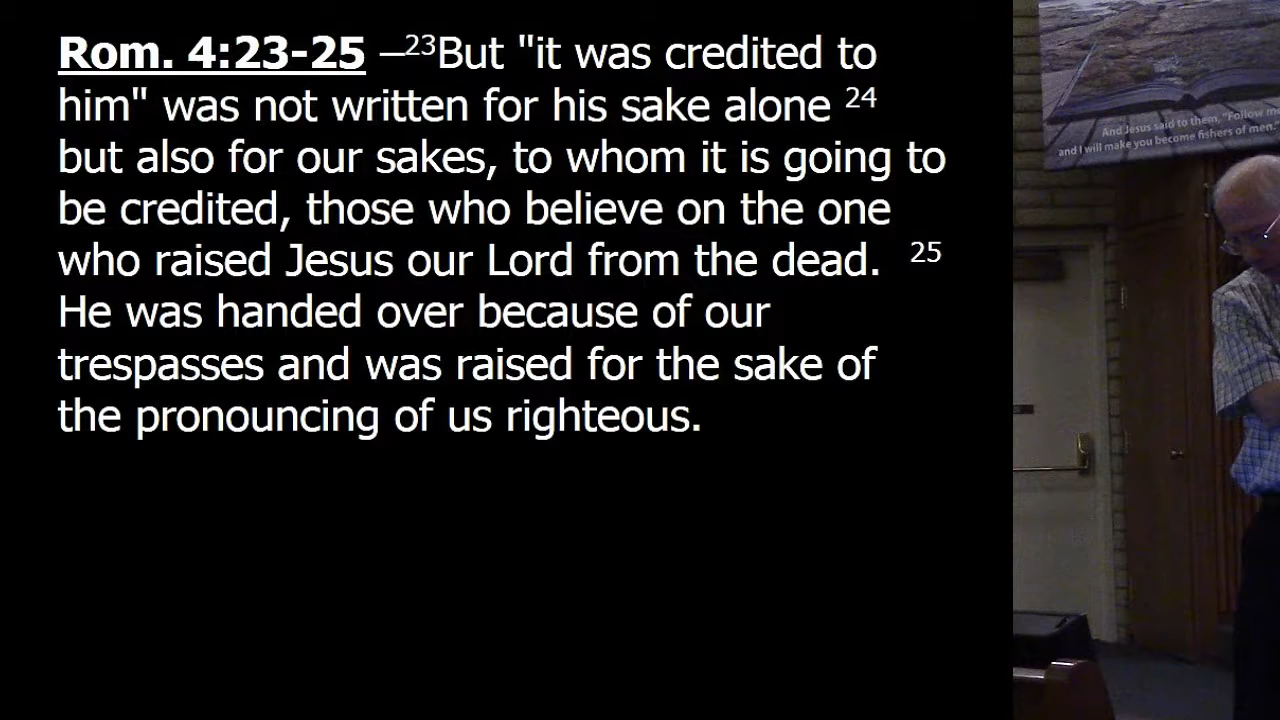 Rom. 4:23-25 –23But "it was credited to
him" was not written for his sake alone 24
but also for our sakes, to whom it is going to
be credited, those who believe on the one
who raised Jesus our Lord from the dead. 25
He was handed over because of our
trespasses and was raised for the sake of
the pronouncing of us righteous.
And Jesus said to them, "Follow me
and I will make you become fishers of men."